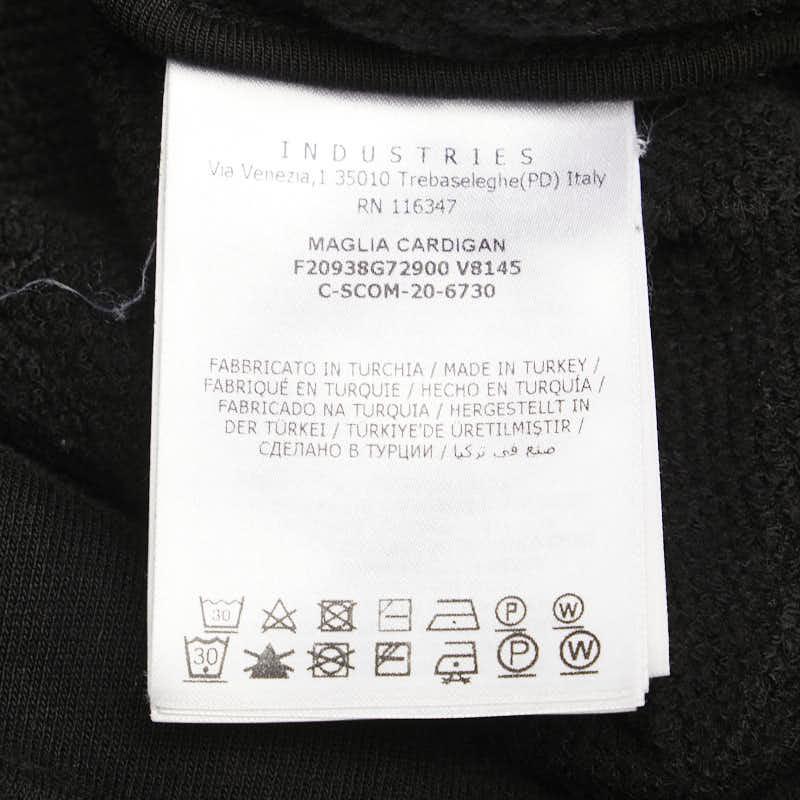 INDUSTRIES
Via Venezia,1 35010 Trebaseleghe(PD) Italy
RN 116347
MAGLIA CARDIGAN
F20938G72900 V8145
C-SCOM-20-6730
FABBRICATO IN TURCHIA / MADE IN TURKEY /
FABRIQUÉ EN TURQUIE / HECHO EN TURQUÍA /
FABRICADO NA TURQUIA / HERGESTELLT IN
DER TÜRKEI / TÜRKIYE'DE ÜRETILMIŞTIR /
СДЕЛАНО В ТУРЦИИ / صنع في تركيا
30 P W
30 P W